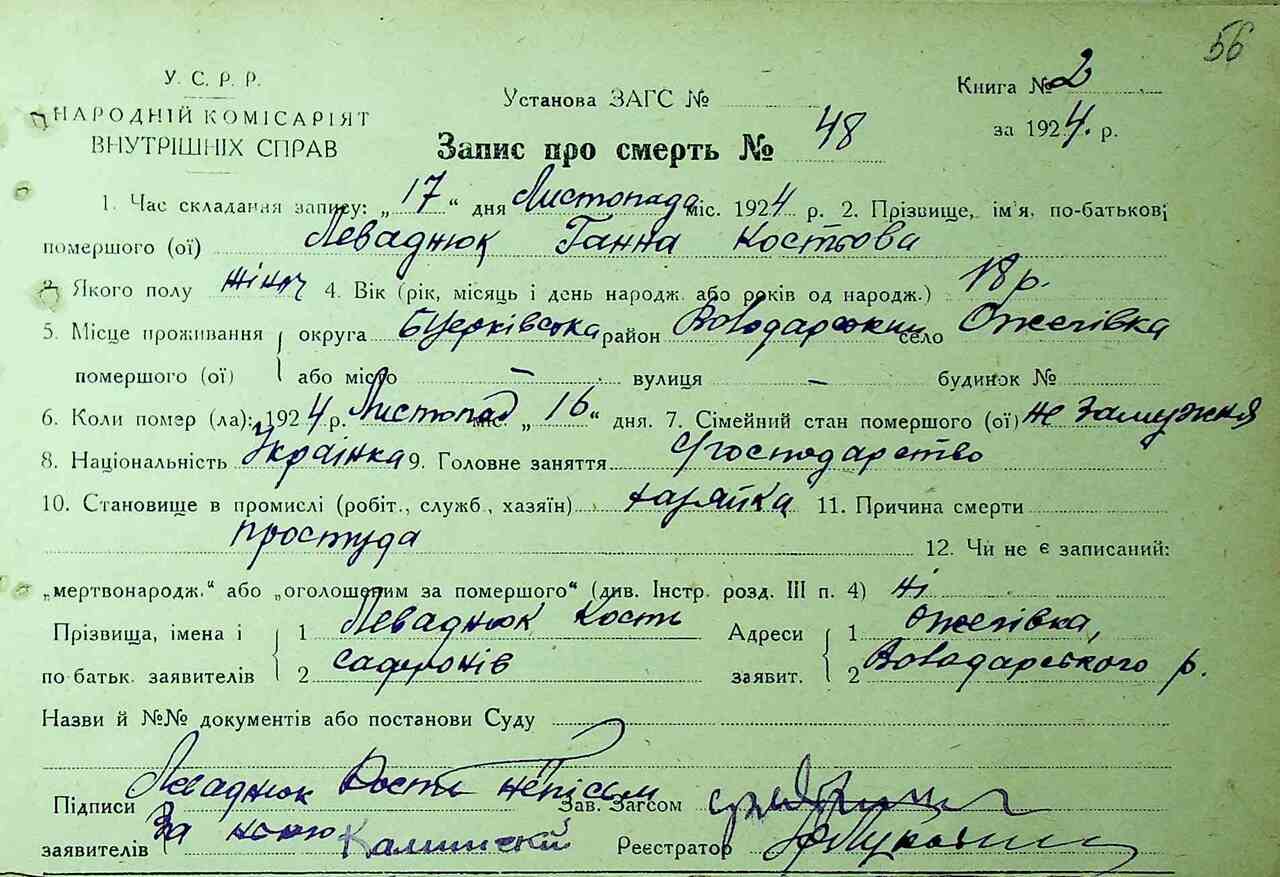 56
У. С. Р. Р.
НАРОДНІЙ КОМІСАРІЯТ
ВНУТРІШНІХ СПРАВ
Установа ЗАГС №
Книга № 2
за 1924. р.
Запис про смерть № 48
1. Час складання запису: „17“ дня Листопада міс. 1924 р. 2. Прізвище, ім'я, по-батькові
помершого (ої) Леваднюк Ганна Костьова
3. Якого полу жіноч 4. Вік (рік, місяць і день народж. або років од народж.) 18 р.
5. Місце проживання { округа БЦерківська район Володарський село Ожегівка
помершого (ої) або місто — вулиця — будинок №
6. Коли помер (ла): 1924 р. Листопад міс. „16“ дня. 7. Сімейний стан помершого (ої) не замужня
8. Національність Українка 9. Головне заняття господарство
10. Становище в промислі (робіт., служб., хазяїн) хазяйка 11. Причина смерти
простуда 12. Чи не є записаний:
„мертвонародж.“ або „оголошеним за помершого“ (див. Інстр. розд. III п. 4) ні
Прізвища, імена і { 1 Леваднюк Кость Адреси { 1 Ожегівка,
по батьк. заявителів 2 Сафронів заявит. 2 Володарського р.
Назви й №№ документів або постанови Суду
Підписи Леваднюк Кость Зав. Загсом
заявителів За Реєстратор